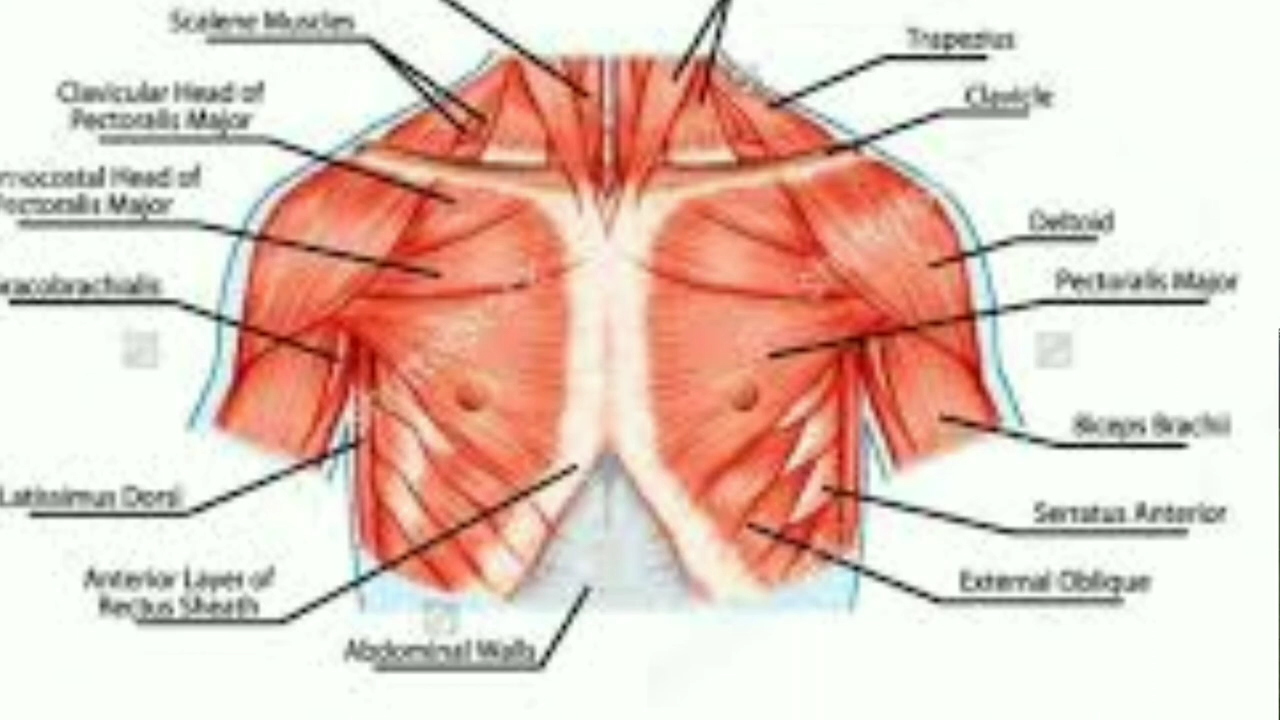 Scalene Muscles
Trapezius
Clavicular Head of
Pectoralis Major
Clavicle
rnocostal Head of
ectoralis Major
Deltoid
racobrachialis
Pectoralis Major
Biceps Brachii
Latissimus Dorsi
Serratus Anterior
Anterior Layer of
Rectus Sheath
External Oblique
Abdominal Walls